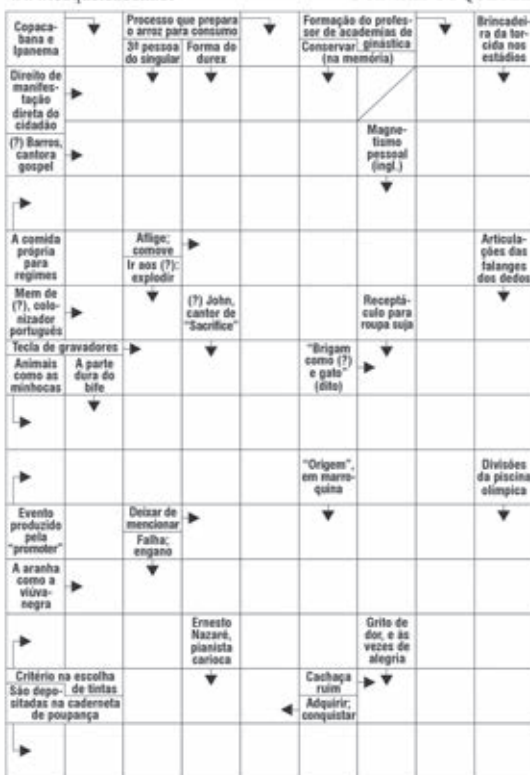 Copaca-
bana e
Ipanema
Processo que prepara
o arroz para consumo
3ª pessoa
do singular
Forma do
durex
Formação do profes-
sor de academias de
ginástica
Conservar
(na memória)
Brincadei-
ra da tor-
cida nos
estádios
Direito de
manifes-
tação
direta do
cidadão
(?) Barros,
cantora
gospel
Magne-
tismo
pessoal
(ingl.)
A comida
própria
para
regimes
Aflige;
comove
Ir aos (?):
explodir
Articula-
ções das
falanges
dos dedos
Mem de
(?), colo-
nizador
português
(?) John,
cantor de
"Sacrifice"
Receptá-
culo para
roupa suja
Tecla de gravadores
Animais
como as
minhocas
A parte
dura do
bife
"Brigam
como (?)
e gato"
(dito)
"Origem",
em marro-
quina
Divisões
da piscina
olímpica
Evento
produzido
pela
"promoter"
Deixar de
mencionar
Falha;
engano
A aranha
como a
viúva-
negra
Ernesto
Nazaré,
pianista
carioca
Grito de
dor, e às
vezes de
alegria
Critério na escolha
de tintas
São depo-
sitadas na caderneta
de poupança
Cachaça
ruim
Adquirir;
conquistar